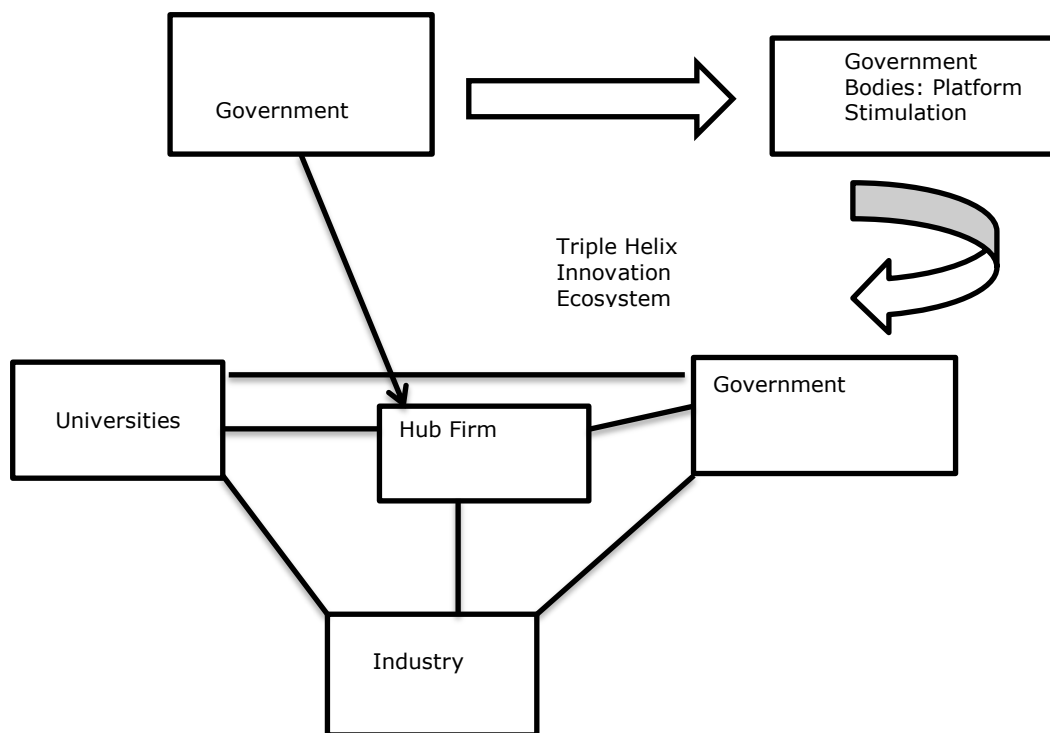 Government
Government
Bodies: Platform
Stimulation
Triple Helix
Innovation
Ecosystem
Universities
Hub Firm
Government
Industry